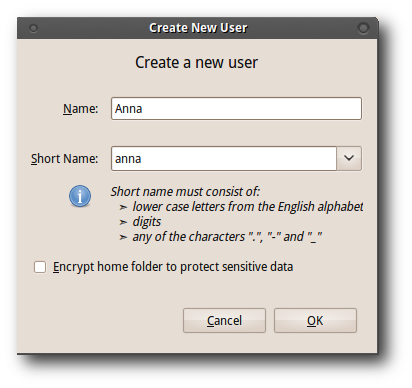 Create New User
Create a new user
Name: Anna
Short Name: anna
Short name must consist of:
➣ lower case letters from the English alphabet
➣ digits
➣ any of the characters ".", "-" and "_"
Encrypt home folder to protect sensitive data
Cancel OK